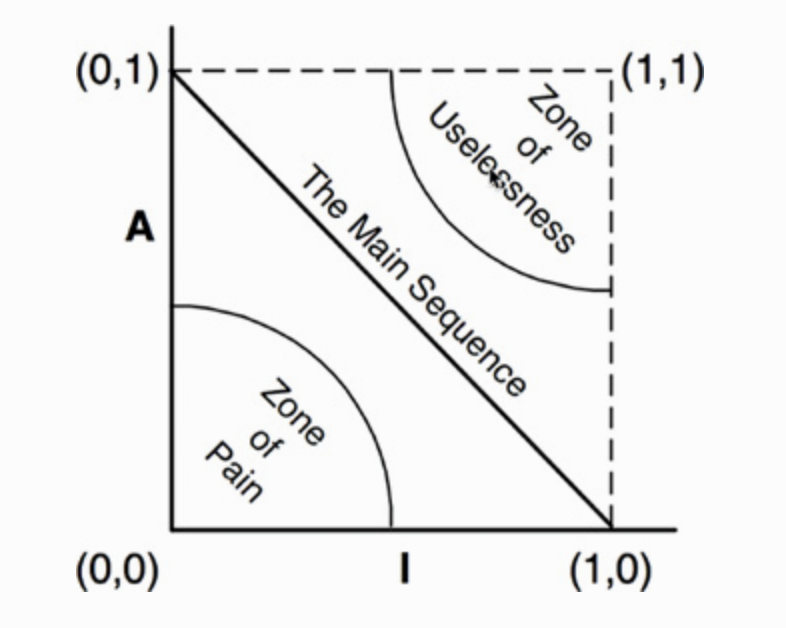 (0,1)
(1,1)
Zone
of
Uselessness
The Main Sequence
A
Zone
of
Pain
(0,0)
I
(1,0)